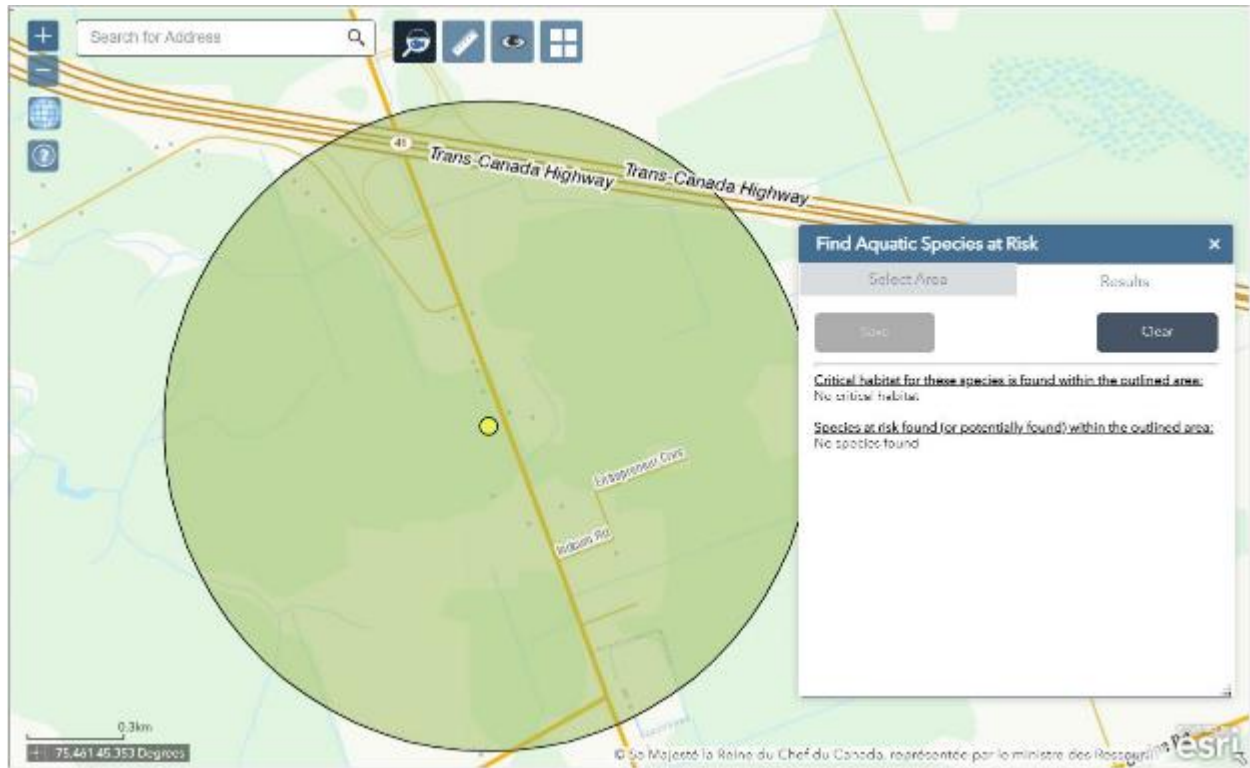 Search for Address
41
Trans-Canada Highway
Trans-Canada Highway
Find Aquatic Species at Risk
Select Area
Results
Save
Clear
Critical habitat for these species is found within the outlined area:
No critical habitat
Species at risk found (or potentially found) within the outlined area:
No species found
Entrepreneur Cres
Rd
0.3km
75.461 45.353 Degrees
© Sa Majesté la Reine du Chef du Canada, représentée par le ministre des
esri